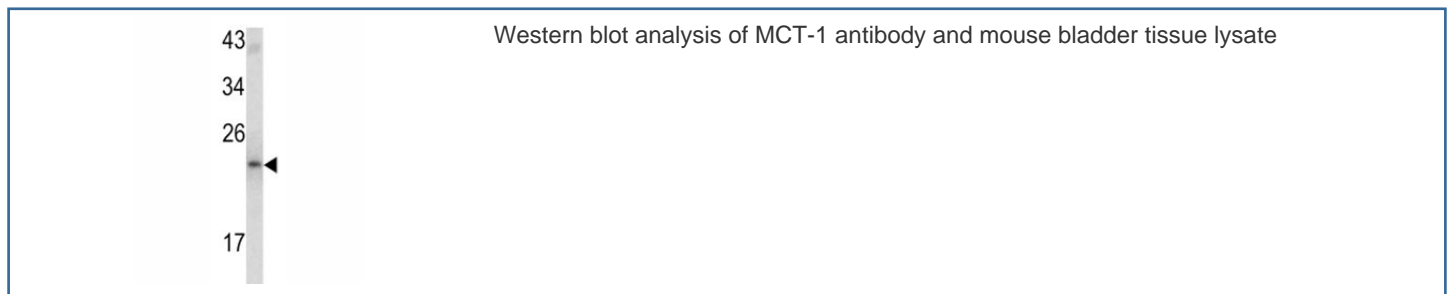 Western blot analysis of MCT-1 antibody and mouse bladder tissue lysate
43
34
26
17